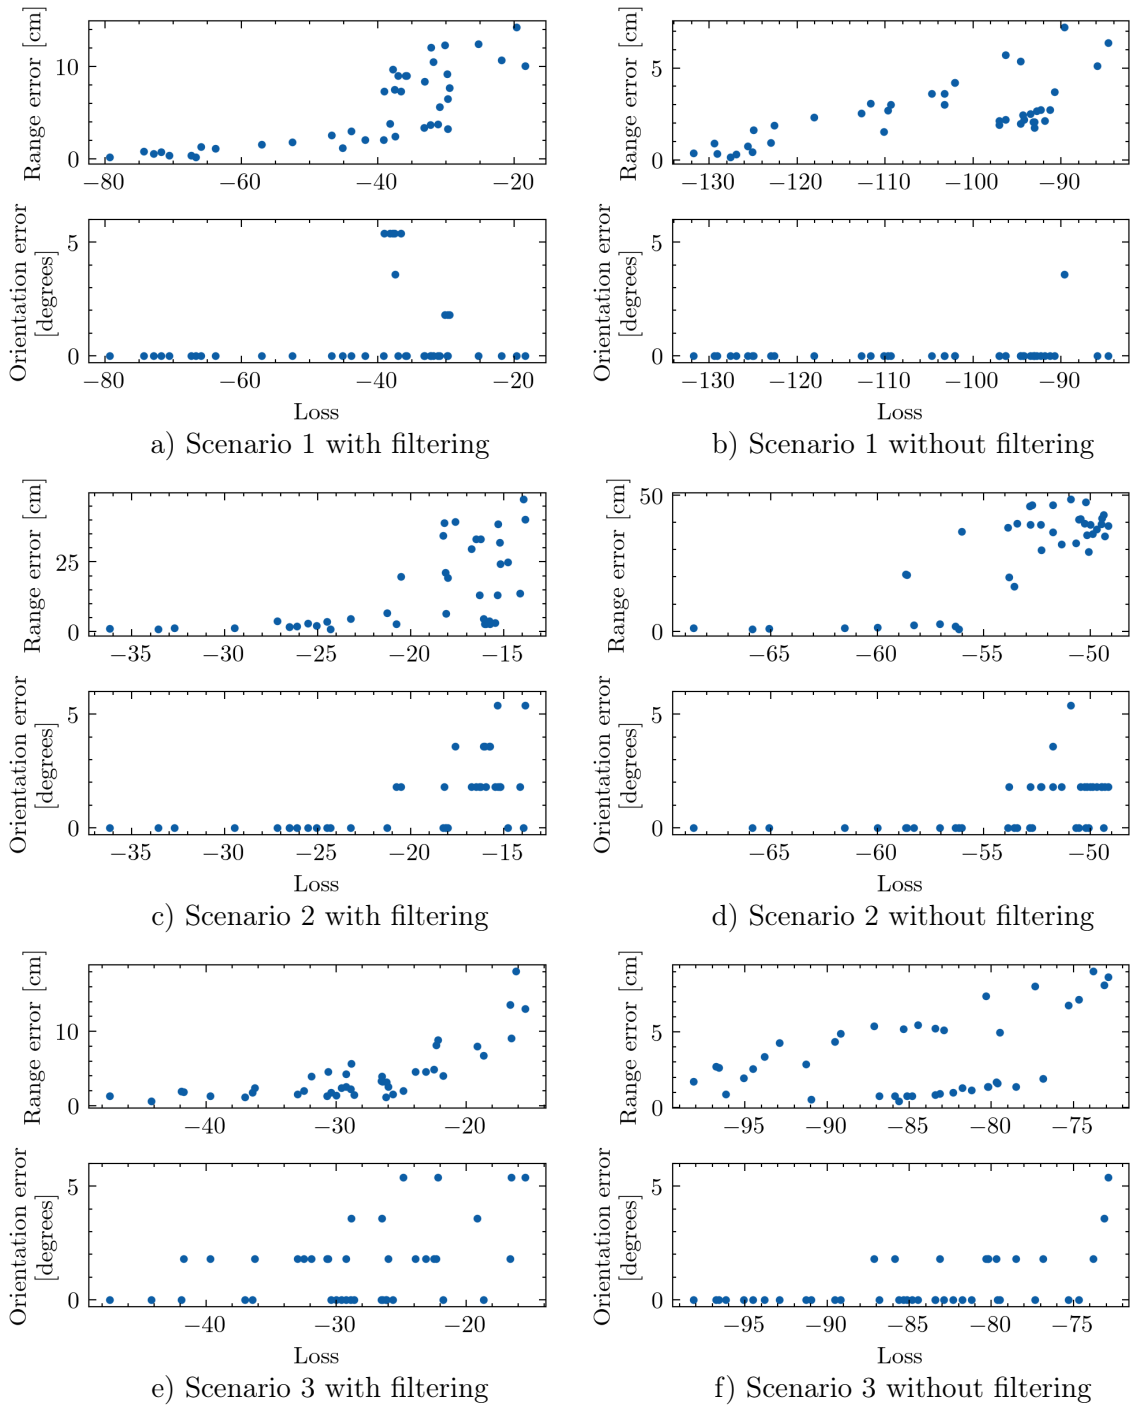 Range error [cm]
10
0
−80
−60
−40
−20
Orientation error
[degrees]
5
0
−80
−60
−40
−20
Loss
a) Scenario 1 with filtering
Range error [cm]
5
0
−130
−120
−110
−100
−90
Orientation error
[degrees]
5
0
−130
−120
−110
−100
−90
Loss
b) Scenario 1 without filtering
Range error [cm]
25
0
−35
−30
−25
−20
−15
Orientation error
[degrees]
5
0
−35
−30
−25
−20
−15
Loss
c) Scenario 2 with filtering
Range error [cm]
50
0
−65
−60
−55
−50
Orientation error
[degrees]
5
0
−65
−60
−55
−50
Loss
d) Scenario 2 without filtering
Range error [cm]
10
0
−40
−30
−20
Orientation error
[degrees]
5
0
−40
−30
−20
Loss
e) Scenario 3 with filtering
Range error [cm]
5
0
−95
−90
−85
−80
−75
Orientation error
[degrees]
5
0
−95
−90
−85
−80
−75
Loss
f) Scenario 3 without filtering